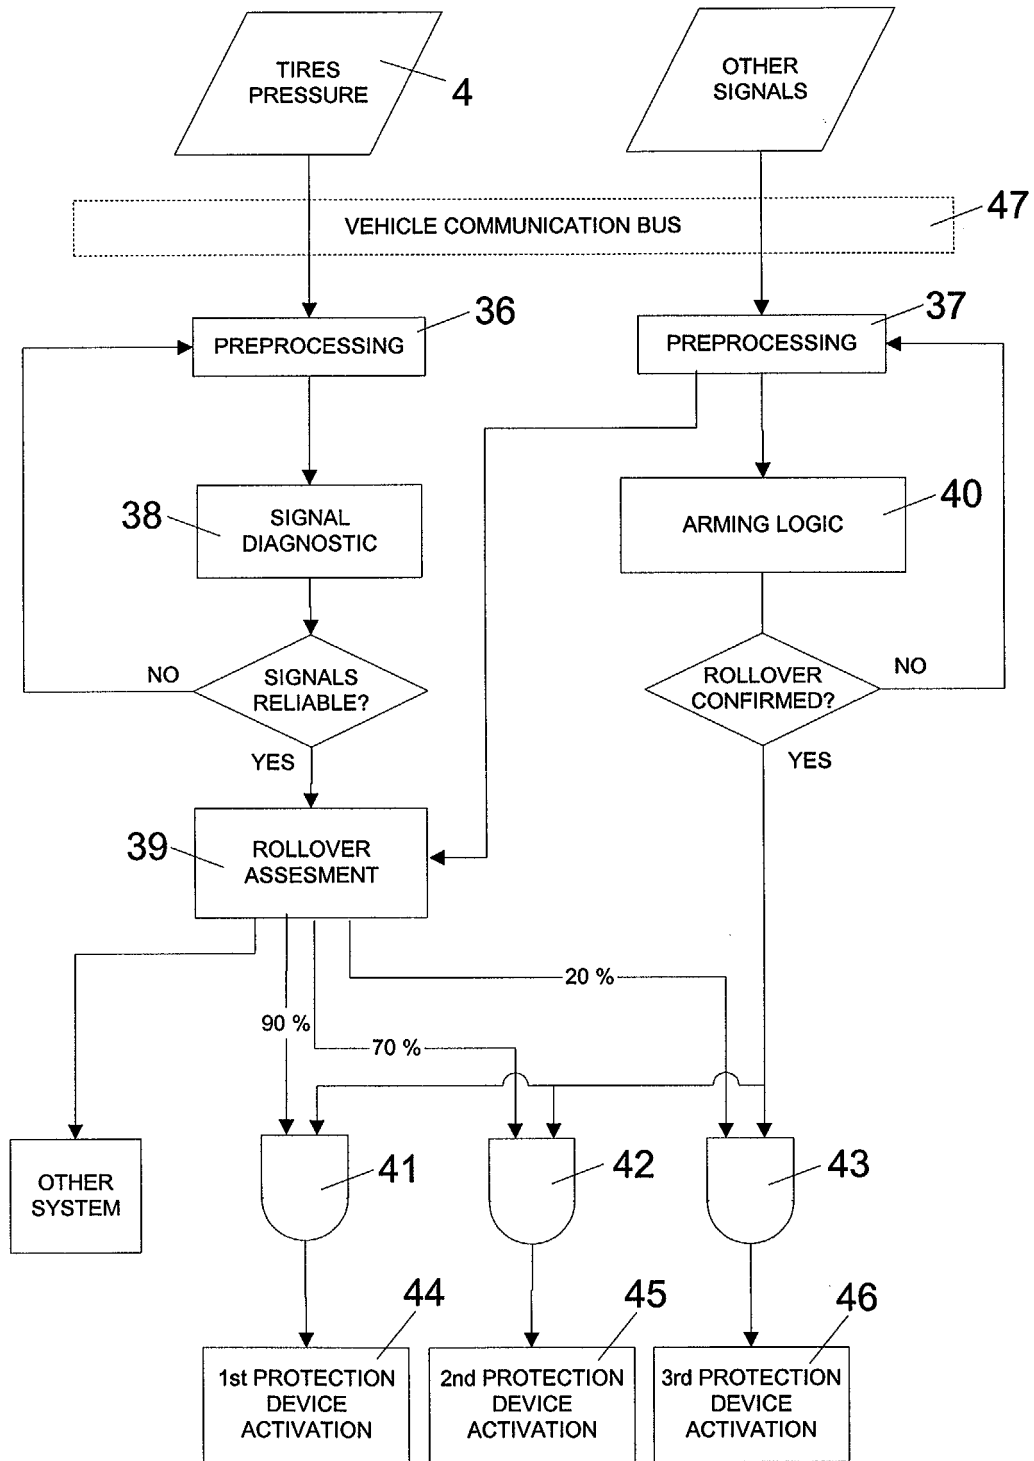 TIRES
PRESSURE
4
OTHER
SIGNALS
VEHICLE COMMUNICATION BUS
47
PREPROCESSING
36
PREPROCESSING
37
38
SIGNAL
DIAGNOSTIC
ARMING LOGIC
40
NO
SIGNALS
RELIABLE?
YES
ROLLOVER
CONFIRMED?
NO
YES
39
ROLLOVER
ASSESMENT
20 %
90 %
70 %
OTHER
SYSTEM
41
42
43
44
1st PROTECTION
DEVICE
ACTIVATION
45
2nd PROTECTION
DEVICE
ACTIVATION
46
3rd PROTECTION
DEVICE
ACTIVATION